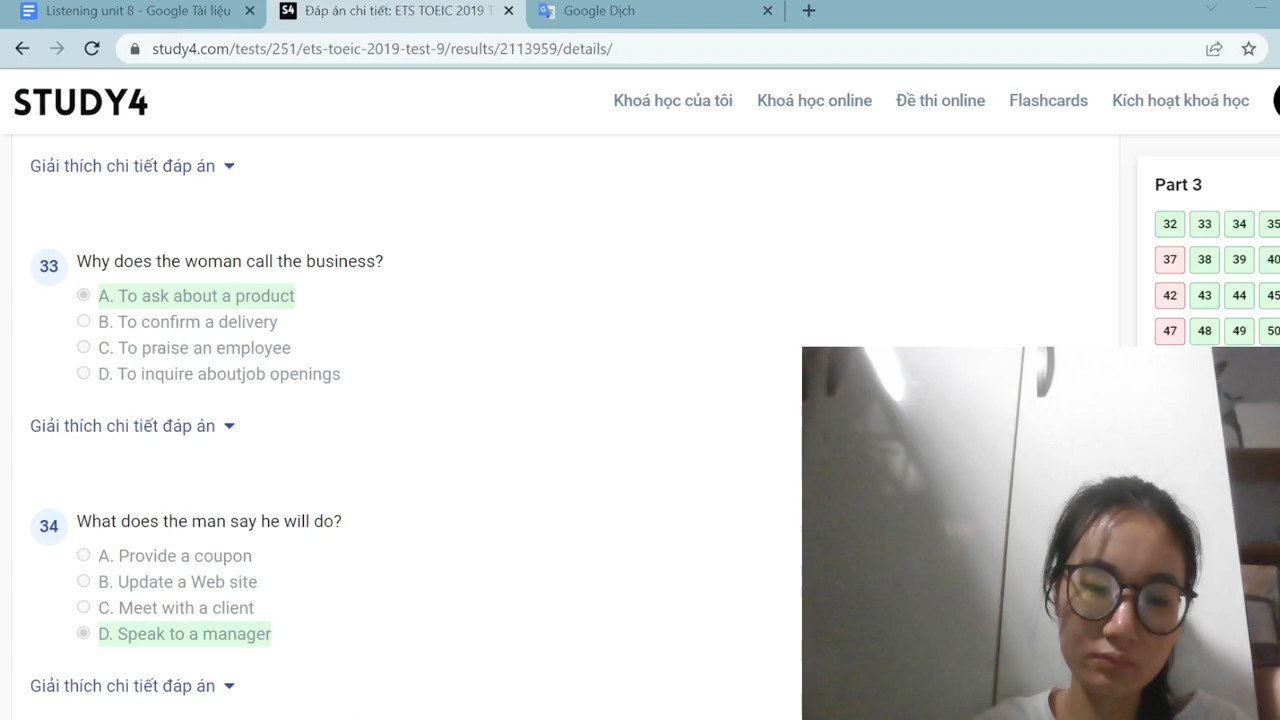 Listening unit 8 - Google Tài liệu
Đáp án chi tiết: ETS TOEIC 2019 T
Google Dịch
study4.com/tests/251/ets-toeic-2019-test-9/results/2113959/details/
STUDY4
Khoá học của tôi
Khoá học online
Đề thi online
Flashcards
Kích hoạt khoá học
Giải thích chi tiết đáp án
33 Why does the woman call the business?
A. To ask about a product
B. To confirm a delivery
C. To praise an employee
D. To inquire aboutjob openings
Giải thích chi tiết đáp án
34 What does the man say he will do?
A. Provide a coupon
B. Update a Web site
C. Meet with a client
D. Speak to a manager
Giải thích chi tiết đáp án
Part 3
32 33 34 35
37 38 39 40
42 43 44 45
47 48 49 50